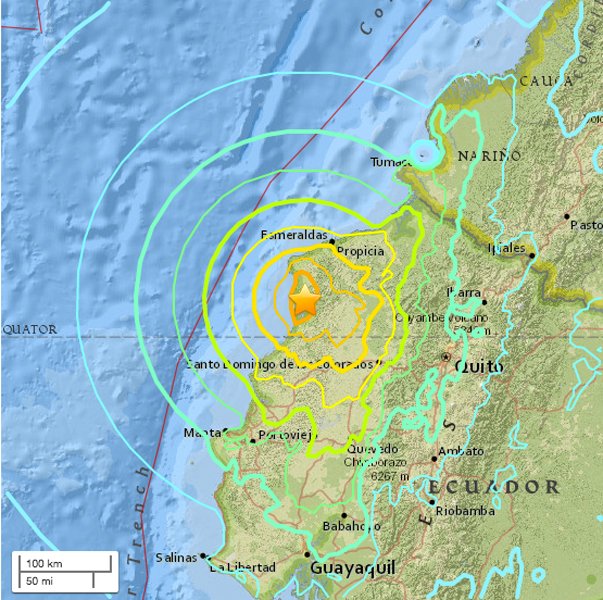 Co
CAUCA
Tumaco
NARIÑO
Pasto
Esmeraldas
Propicia
Ipiales
Ibarra
Cayambe Volcano
QUATOR
Santo Domingo de los Colorados
Quito
Manta
Portoviejo
Quevedo
Ambato
Chimborazo
6267 m
ECUADOR
Riobamba
Babahoyo
Salinas
La Libertad
Guayaquil
r Trench
100 km
50 mi